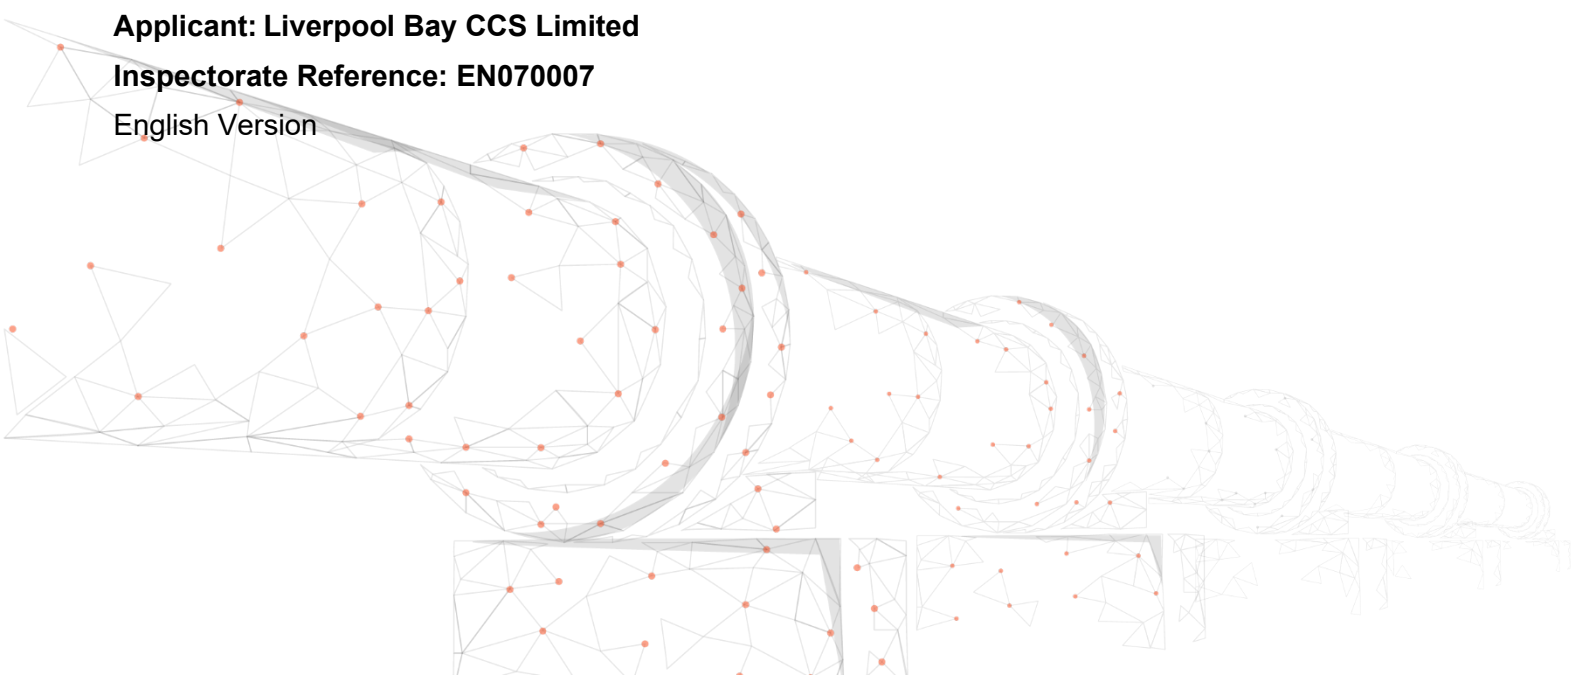 Applicant: Liverpool Bay CCS Limited
Inspectorate Reference: EN070007
English Version